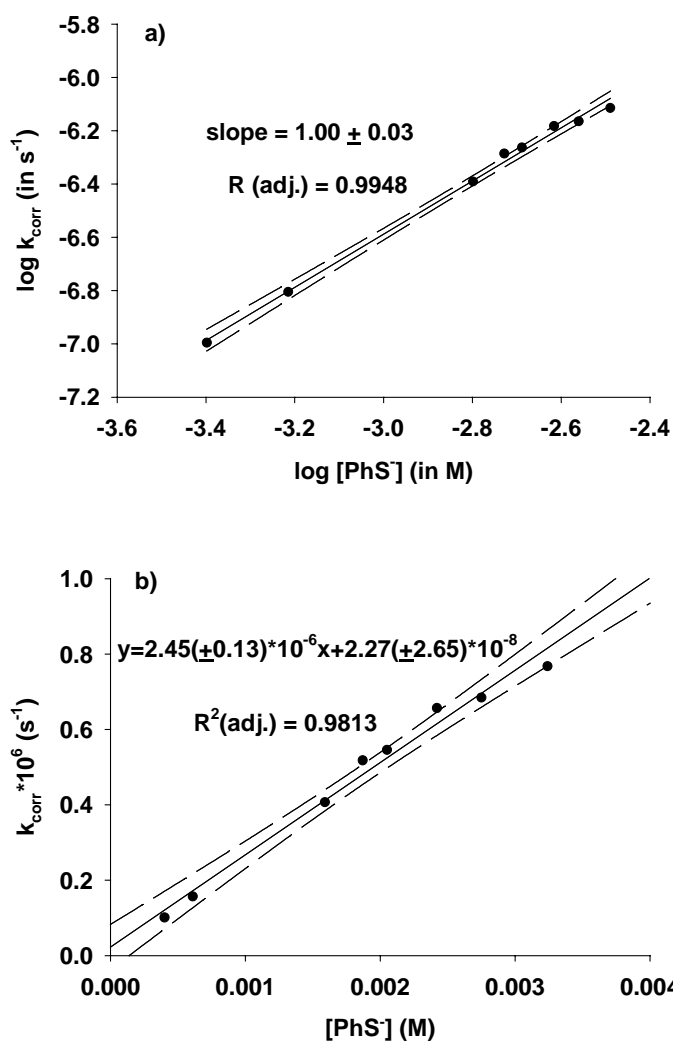 a)
-5.8
-6.0
-6.2
-6.4
-6.6
-6.8
-7.0
-7.2
log k_corr (in s⁻¹)
slope = 1.00 ± 0.03
R (adj.) = 0.9948
-3.6 -3.4 -3.2 -3.0 -2.8 -2.6 -2.4
log [PhS⁻] (in M)
b)
1.0
0.8
0.6
0.4
0.2
0.0
k_corr*10⁶ (s⁻¹)
y=2.45(±0.13)*10⁻⁶x+2.27(±2.65)*10⁻⁸
R²(adj.) = 0.9813
0.000 0.001 0.002 0.003 0.004
[PhS⁻] (M)